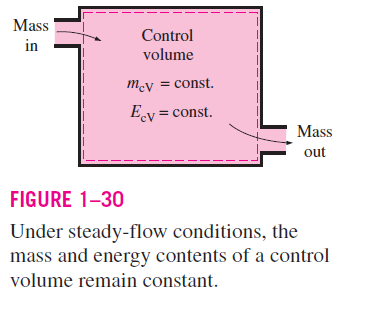 Mass
in
Control
volume
mcV = const.
EcV = const.
Mass
out
FIGURE 1–30
Under steady-flow conditions, the
mass and energy contents of a control
volume remain constant.